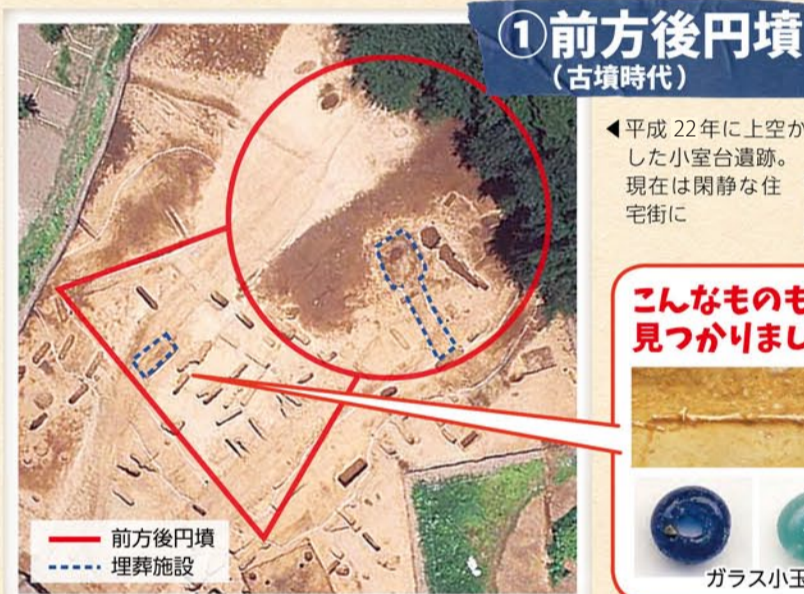 ①前方後円墳
（古墳時代）
◀平成22年に上空か
した小室台遺跡。
現在は閑静な住
宅街に
こんなものも
見つかりまし
ガラス小玉
前方後円墳
埋葬施設